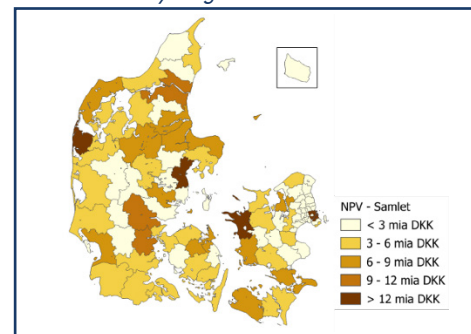 NPV - Samlet
< 3 mia DKK
3 - 6 mia DKK
6 - 9 mia DKK
9 - 12 mia DKK
> 12 mia DKK